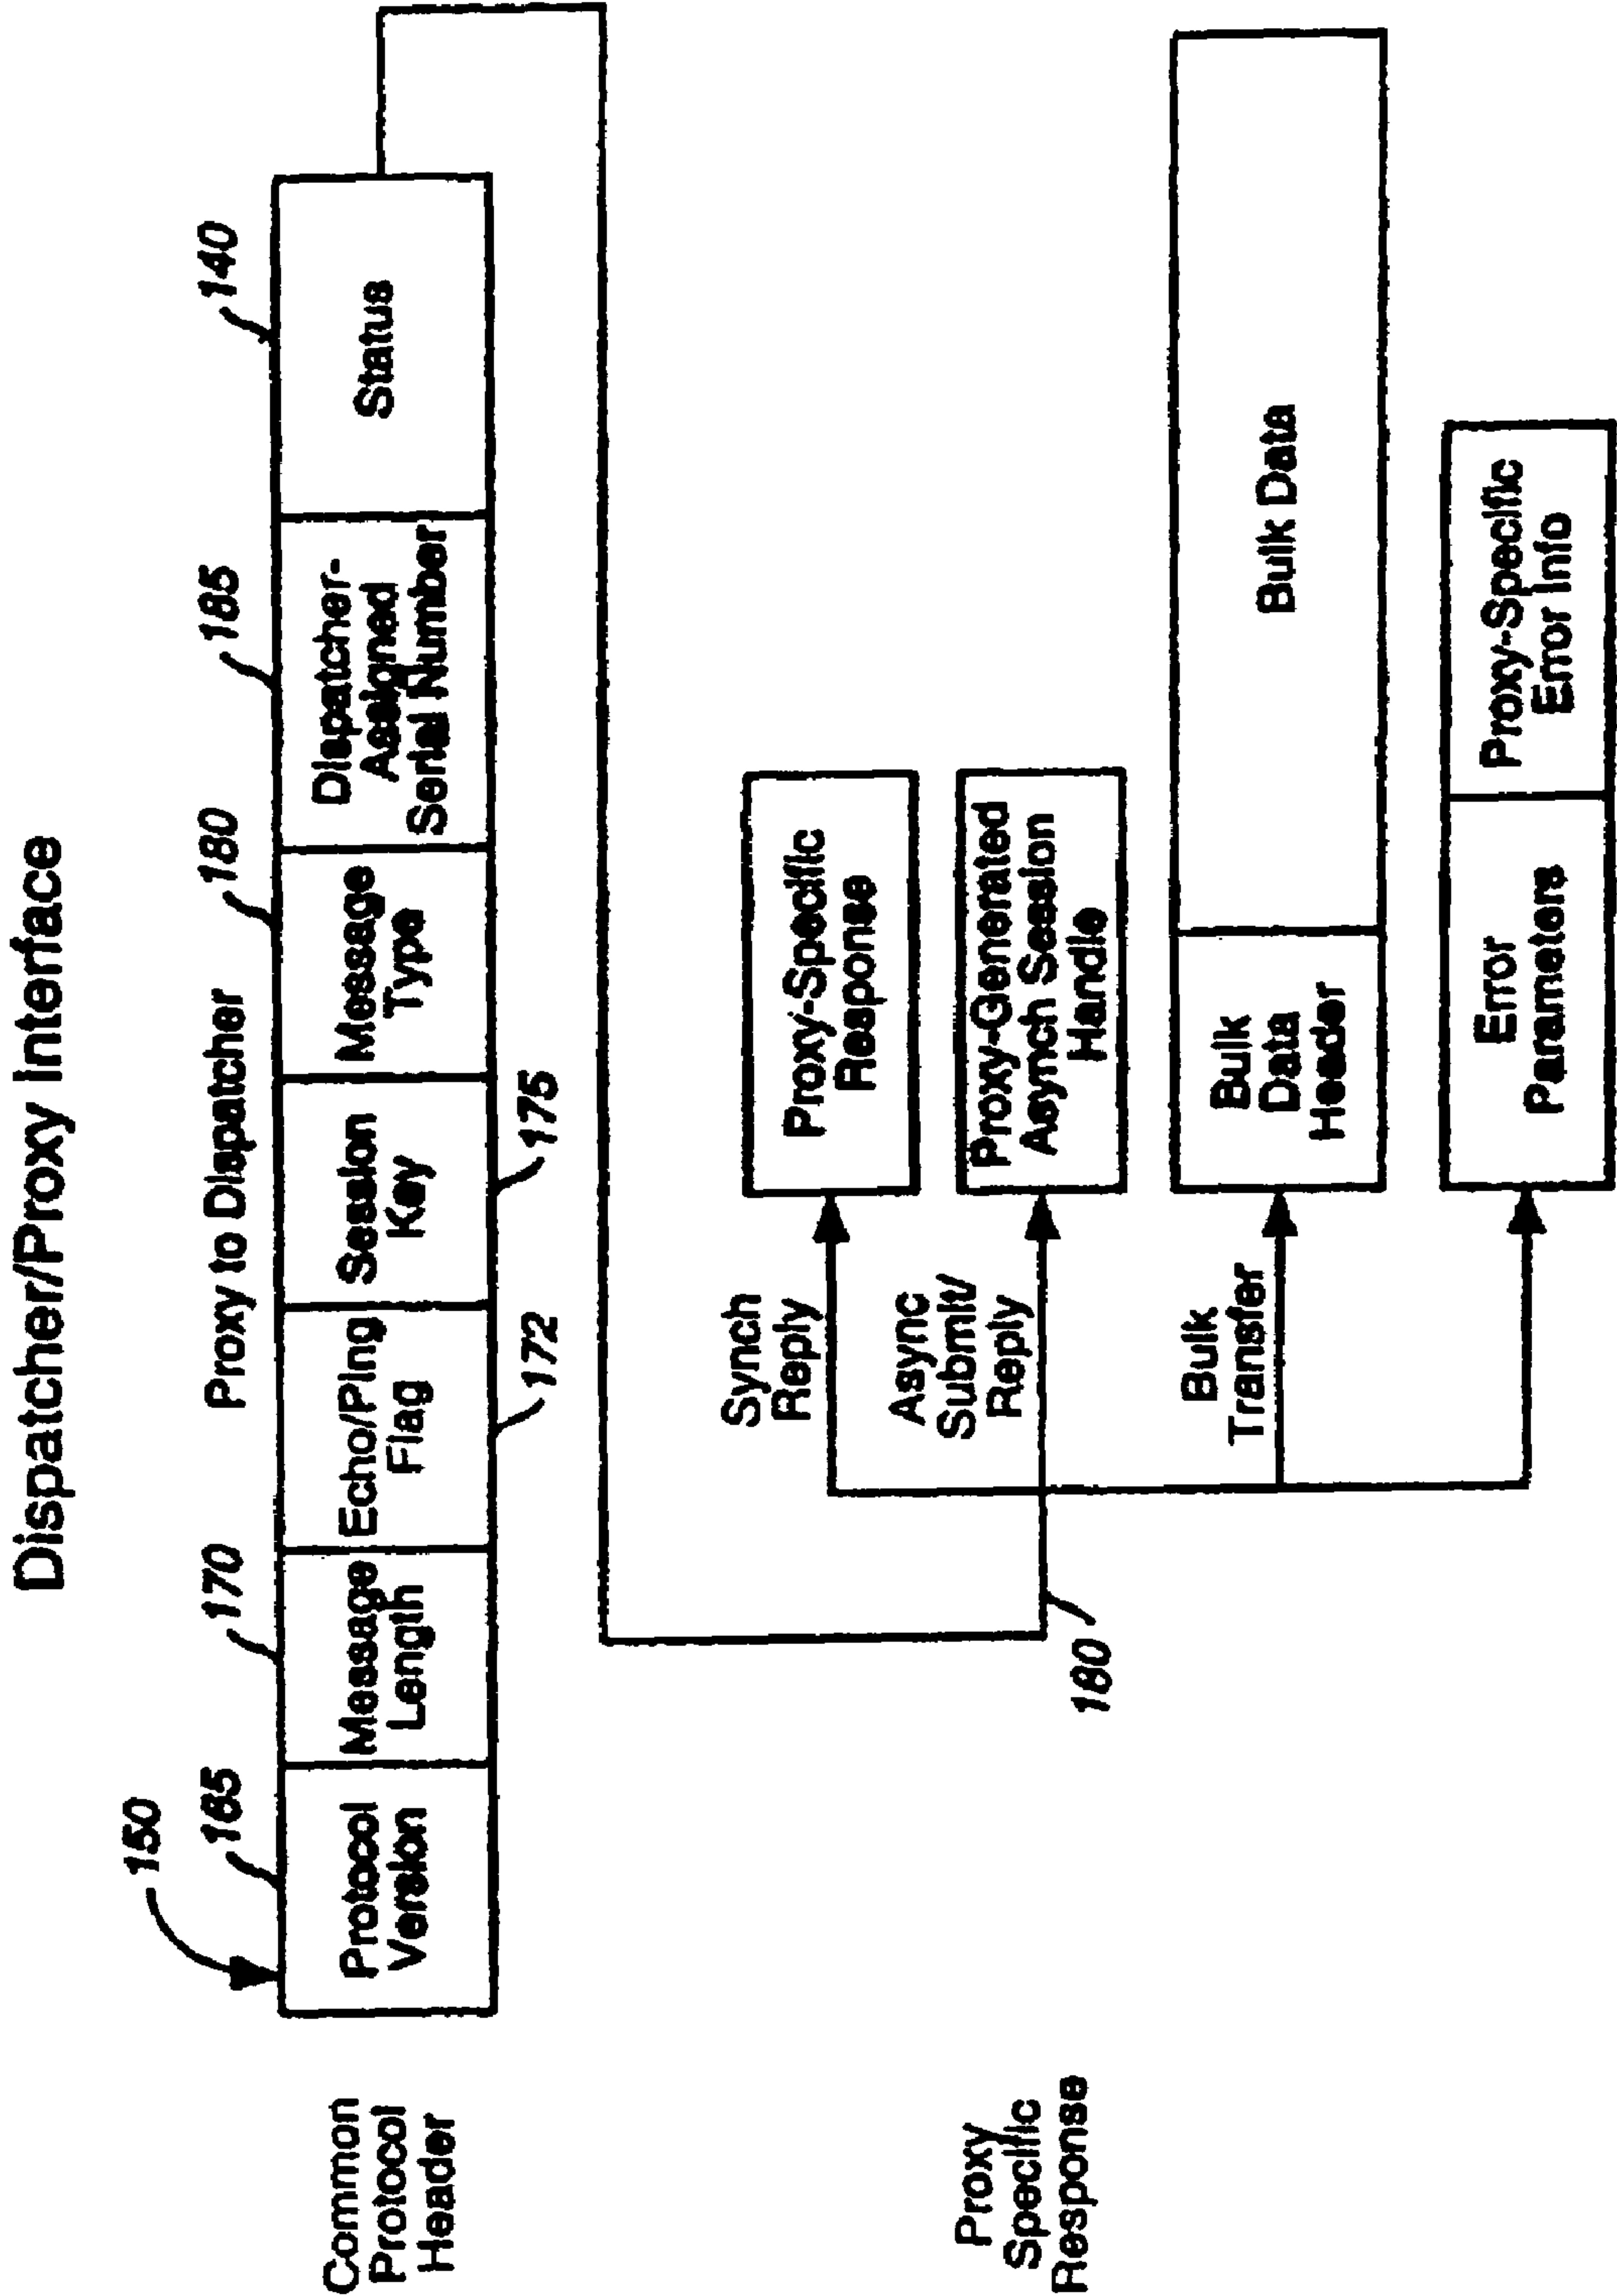 Dispatcher/Proxy Interface
Proxy to Dispatcher
150
165
170
180
185
140
Common
Protocol
Header
Protocol
Version
Message
Length
Echo/Ping
Flag
Session
Key
Message
Type
Dispatcher-
Assigned
Serial Number
Status
172
175
Proxy
Specific
Response
180
Synch
Reply
Proxy-Specific
Response
Async
Submit/
Reply
Proxy-Generated
Asynch Session
Handle
Bulk
Transfer
Bulk
Data
Header
Bulk Data
Error
Parameters
Proxy-Specific
Error Info